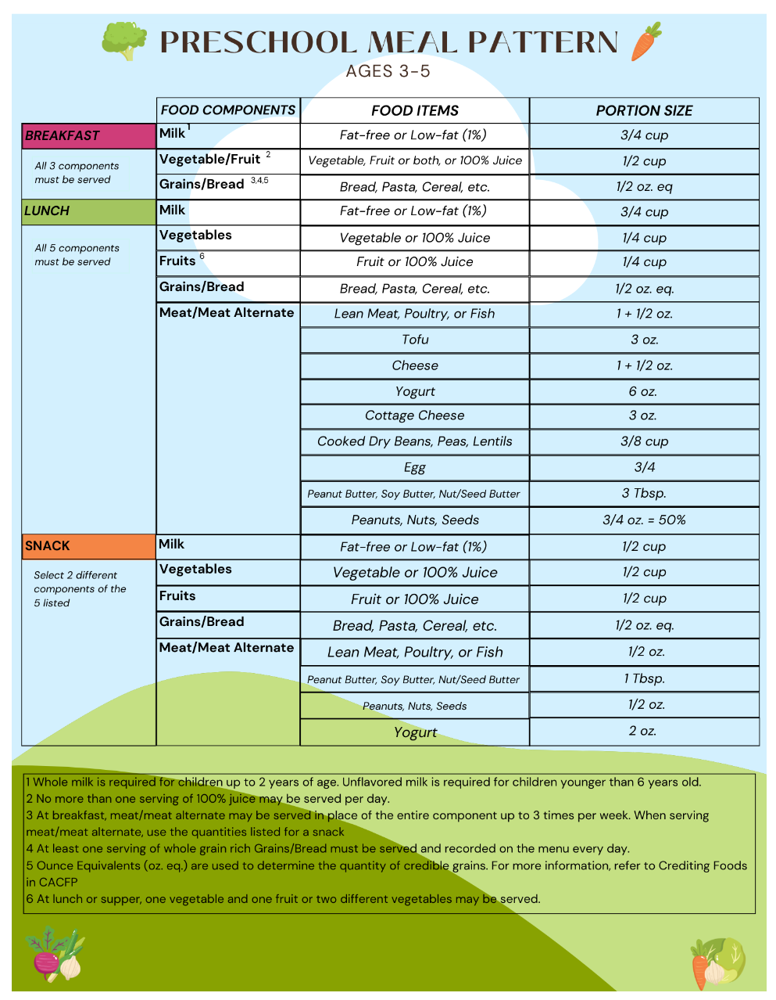 PRESCHOOL MEAL PATTERN
AGES 3-5
FOOD COMPONENTS FOOD ITEMS PORTION SIZE
BREAKFAST Milk 1 Fat-free or Low-fat (1%) 3/4 cup
All 3 components
must be served
Vegetable/Fruit 2 Vegetable, Fruit or both, or 100% Juice 1/2 cup
Grains/Bread 3,4,5 Bread, Pasta, Cereal, etc. 1/2 oz. eq
LUNCH Milk Fat-free or Low-fat (1%) 3/4 cup
All 5 components
must be served
Vegetables Vegetable or 100% Juice 1/4 cup
Fruits 6 Fruit or 100% Juice 1/4 cup
Grains/Bread Bread, Pasta, Cereal, etc. 1/2 oz. eq.
Meat/Meat Alternate Lean Meat, Poultry, or Fish 1 + 1/2 oz.
Tofu 3 oz.
Cheese 1 + 1/2 oz.
Yogurt 6 oz.
Cottage Cheese 3 oz.
Cooked Dry Beans, Peas, Lentils 3/8 cup
Egg 3/4
Peanut Butter, Soy Butter, Nut/Seed Butter 3 Tbsp.
Peanuts, Nuts, Seeds 3/4 oz. = 50%
SNACK Milk Fat-free or Low-fat (1%) 1/2 cup
Select 2 different
components of the
5 listed
Vegetables Vegetable or 100% Juice 1/2 cup
Fruits Fruit or 100% Juice 1/2 cup
Grains/Bread Bread, Pasta, Cereal, etc. 1/2 oz. eq.
Meat/Meat Alternate Lean Meat, Poultry, or Fish 1/2 oz.
Peanut Butter, Soy Butter, Nut/Seed Butter 1 Tbsp.
Peanuts, Nuts, Seeds 1/2 oz.
Yogurt 2 oz.
1 Whole milk is required for children up to 2 years of age. Unflavored milk is required for children younger than 6 years old.
2 No more than one serving of 100% juice may be served per day.
3 At breakfast, meat/meat alternate may be served in place of the entire component up to 3 times per week. When serving
meat/meat alternate, use the quantities listed for a snack
4 At least one serving of whole grain rich Grains/Bread must be served and recorded on the menu every day.
5 Ounce Equivalents (oz. eq.) are used to determine the quantity of credible grains. For more information, refer to Crediting Foods
in CACFP
6 At lunch or supper, one vegetable and one fruit or two different vegetables may be served.